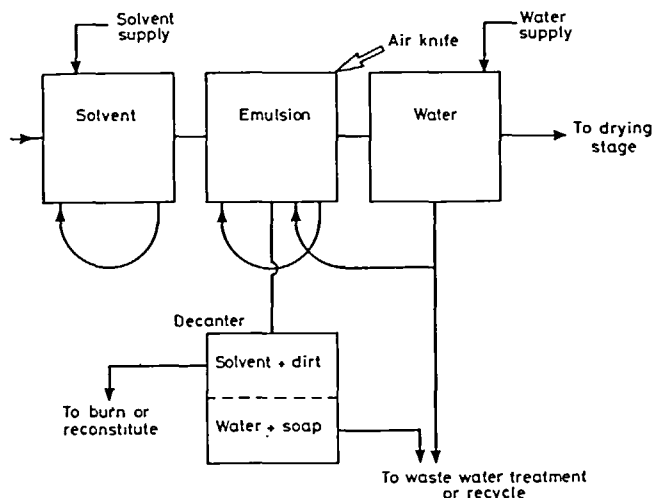 Solvent
supply
Air knife
Water
supply
Solvent
Emulsion
Water
To drying
stage
Decanter
Solvent + dirt
Water + soap
To burn or
reconstitute
To waste water treatment
or recycle